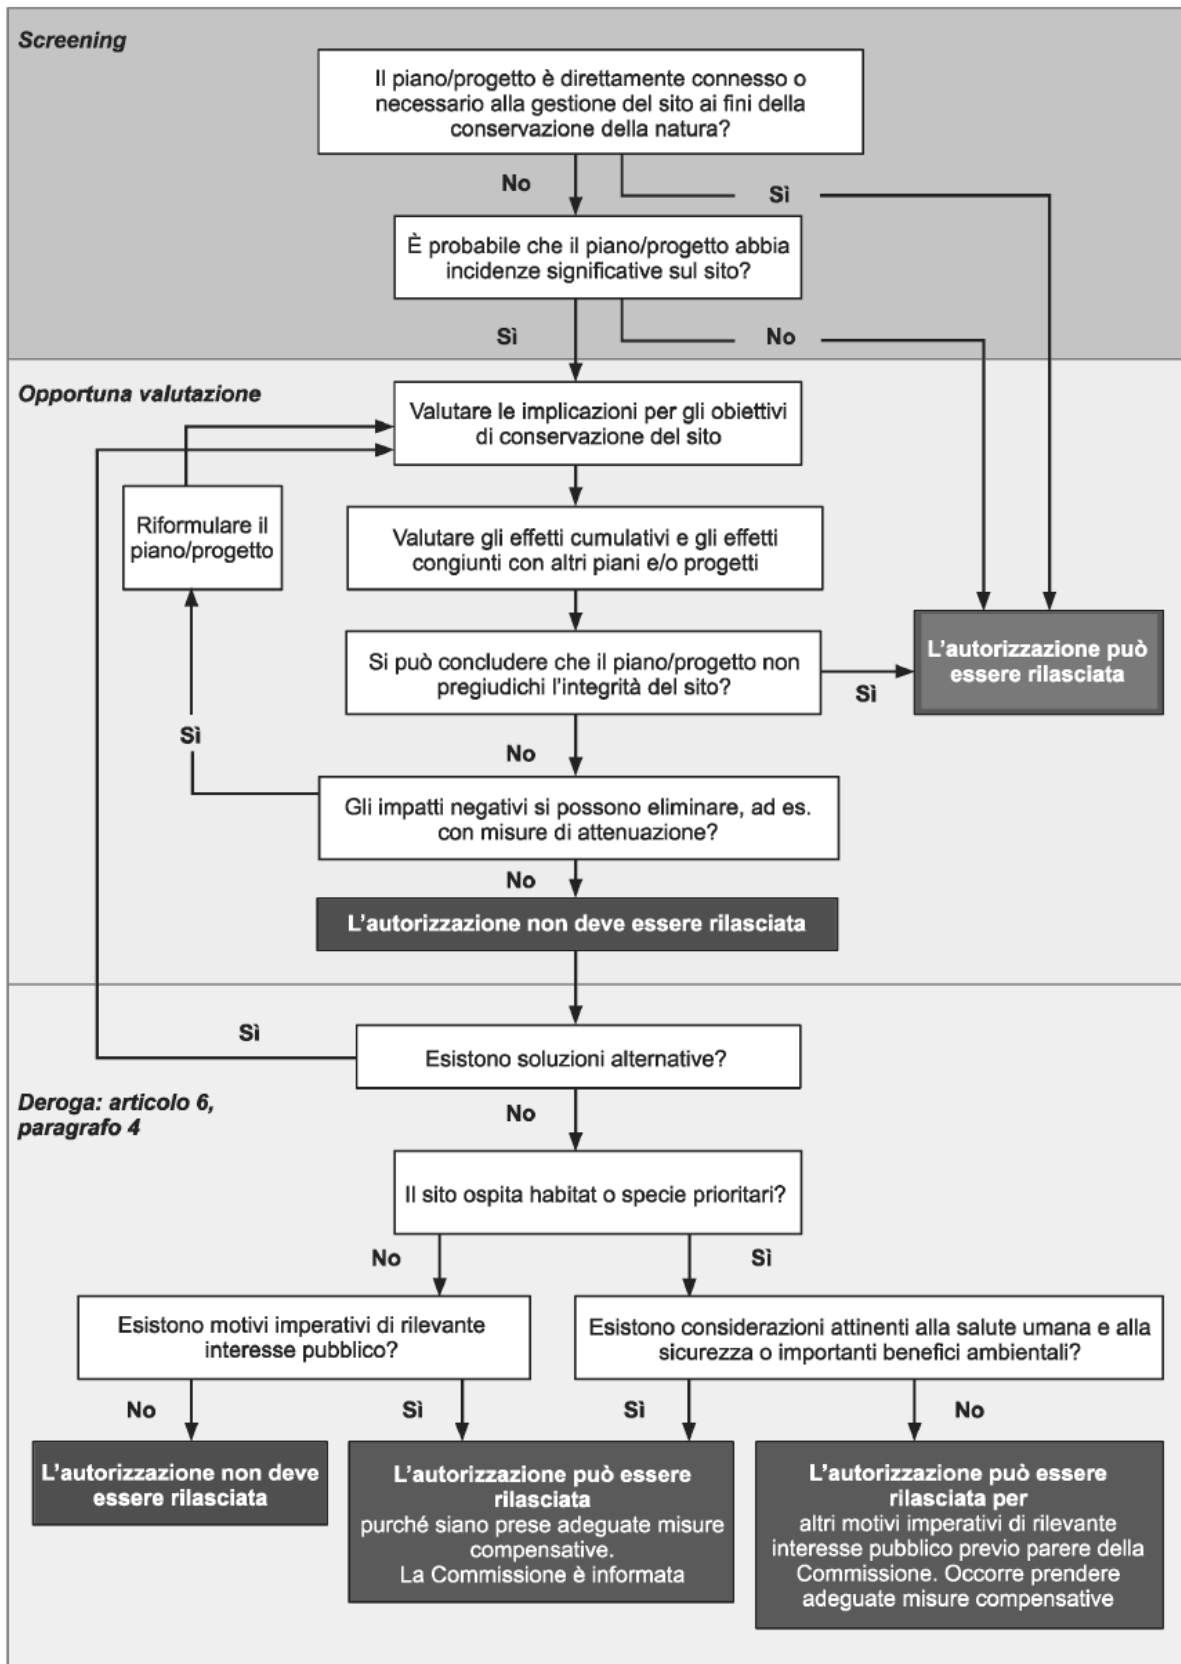 Screening
Il piano/progetto è direttamente connesso o
necessario alla gestione del sito ai fini della
conservazione della natura?
No
Sì
È probabile che il piano/progetto abbia
incidenze significative sul sito?
Sì
No
Opportuna valutazione
Valutare le implicazioni per gli obiettivi
di conservazione del sito
Riformulare il
piano/progetto
Valutare gli effetti cumulativi e gli effetti
congiunti con altri piani e/o progetti
L'autorizzazione può
essere rilasciata
Si può concludere che il piano/progetto non
pregiudichi l'integrità del sito?
Sì
Sì
No
Gli impatti negativi si possono eliminare, ad es.
con misure di attenuazione?
No
L'autorizzazione non deve essere rilasciata
Sì
Esistono soluzioni alternative?
Deroga: articolo 6,
paragrafo 4
No
Il sito ospita habitat o specie prioritari?
No
Sì
Esistono motivi imperativi di rilevante
interesse pubblico?
Esistono considerazioni attinenti alla salute umana e alla
sicurezza o importanti benefici ambientali?
No
Sì
Sì
No
L'autorizzazione non deve
essere rilasciata
L'autorizzazione può essere
rilasciata
purché siano prese adeguate misure
compensative.
La Commissione è informata
L'autorizzazione può essere
rilasciata per
altri motivi imperativi di rilevante
interesse pubblico previo parere della
Commissione. Occorre prendere
adeguate misure compensative